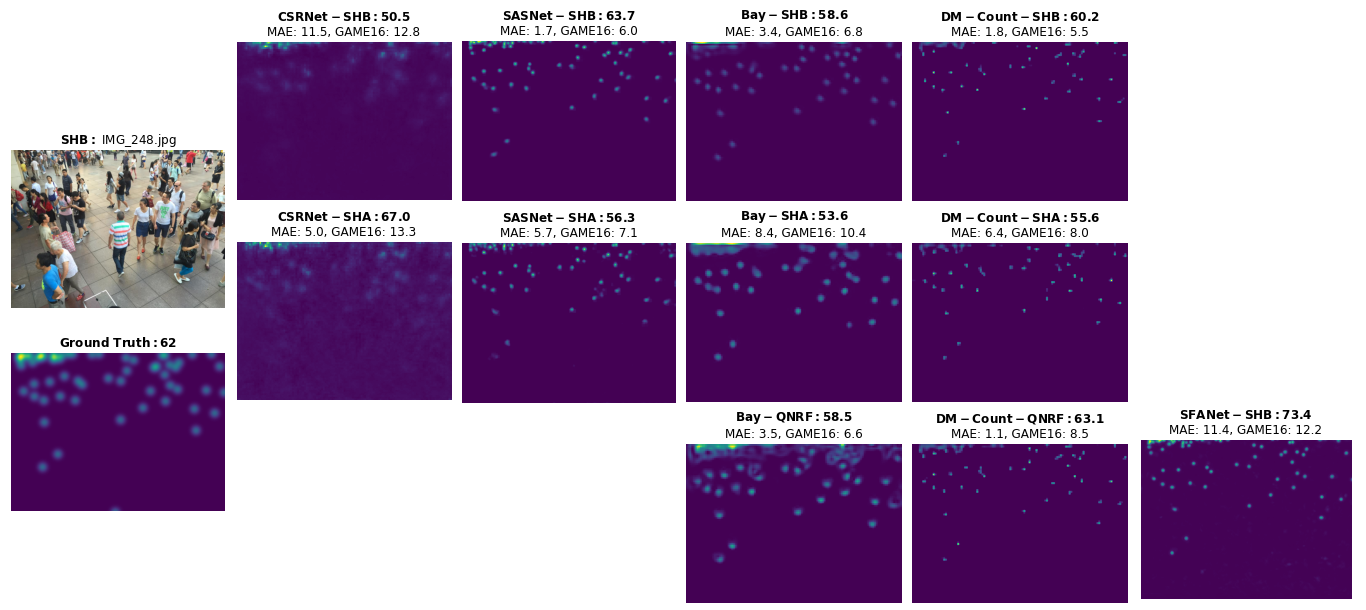 SHB: IMG_248.jpg
Ground Truth: 62
CSRNet-SHB: 50.5
MAE: 11.5, GAME16: 12.8
SASNet-SHB: 63.7
MAE: 1.7, GAME16: 6.0
Bay-SHB: 58.6
MAE: 3.4, GAME16: 6.8
DM-Count-SHB: 60.2
MAE: 1.8, GAME16: 5.5
CSRNet-SHA: 67.0
MAE: 5.0, GAME16: 13.3
SASNet-SHA: 56.3
MAE: 5.7, GAME16: 7.1
Bay-SHA: 53.6
MAE: 8.4, GAME16: 10.4
DM-Count-SHA: 55.6
MAE: 6.4, GAME16: 8.0
Bay-QNRF: 58.5
MAE: 3.5, GAME16: 6.6
DM-Count-QNRF: 63.1
MAE: 1.1, GAME16: 8.5
SFANet-SHB: 73.4
MAE: 11.4, GAME16: 12.2